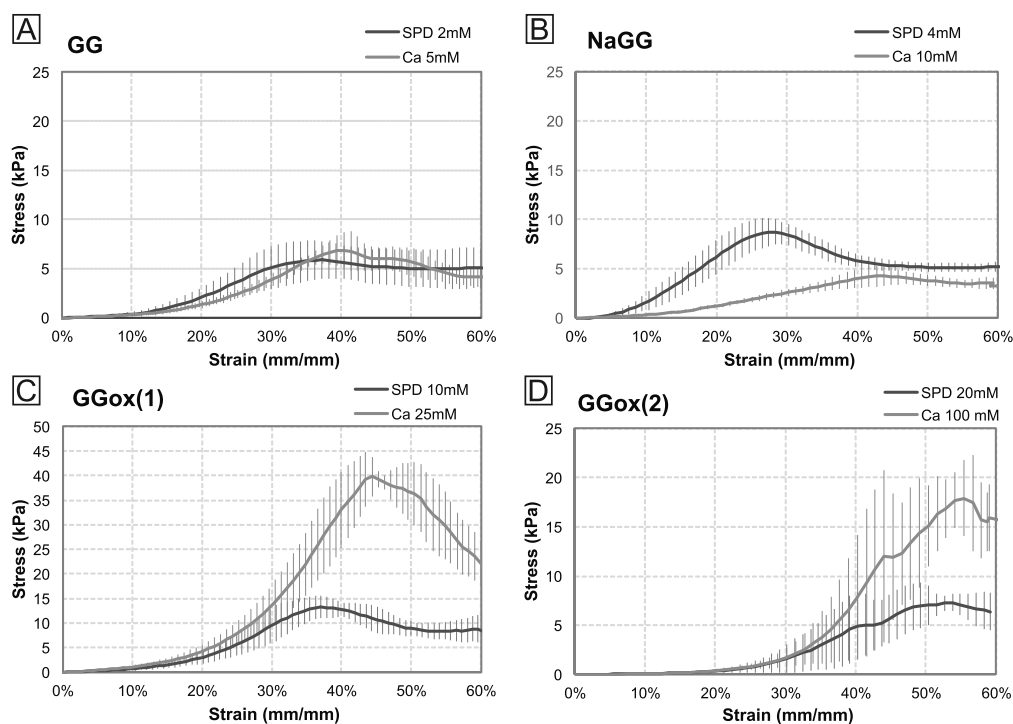 A
GG
SPD 2mM
Ca 5mM
25
20
15
10
5
0
Stress (kPa)
0% 10% 20% 30% 40% 50% 60%
Strain (mm/mm)
B
NaGG
SPD 4mM
Ca 10mM
25
20
15
10
5
0
Stress (kPa)
0% 10% 20% 30% 40% 50% 60%
Strain (mm/mm)
C
GGox(1)
SPD 10mM
Ca 25mM
50
45
40
35
30
25
20
15
10
5
0
Stress (kPa)
0% 10% 20% 30% 40% 50% 60%
Strain (mm/mm)
D
GGox(2)
SPD 20mM
Ca 100 mM
25
20
15
10
5
0
Stress (kPa)
0% 10% 20% 30% 40% 50% 60%
Strain (mm/mm)